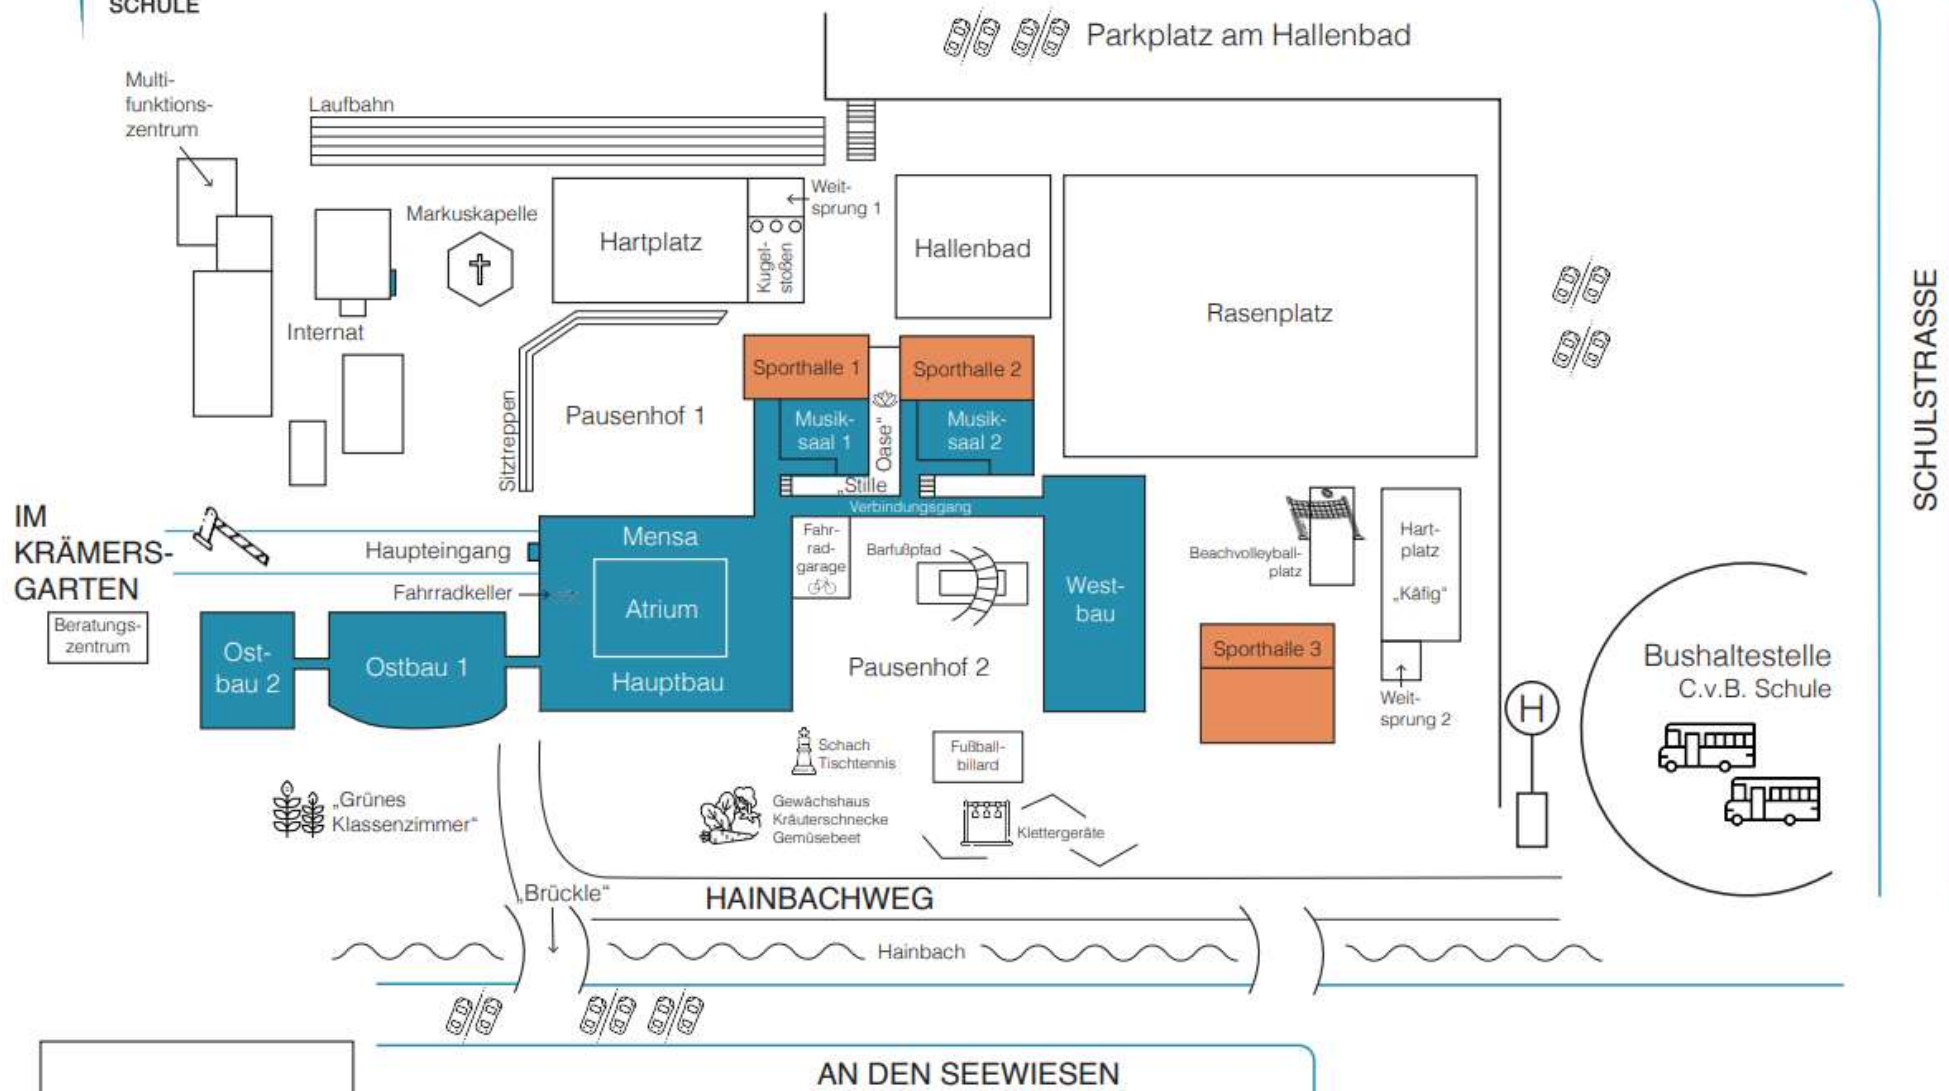 SCHULE
Parkplatz am Hallenbad
Multi-
funktions-
zentrum
Laufbahn
Weit-
sprung 1
Markuskapelle
Hartplatz
Kugel-
stoßen
Hallenbad
Rasenplatz
Internat
SCHULSTRASSE
Sporthalle 1
Sporthalle 2
Sitztreppen
Pausenhof 1
Musik-
saal 1
Oase“
Musik-
saal 2
„Stille
Verbindungsgang
IM
KRÄMERS-
GARTEN
Haupteingang
Mensa
Fahr-
rad-
garage
Barfußpfad
Beachvolleyball-
platz
Hart-
platz
„Käfig“
Fahrradkeller
Atrium
West-
bau
Beratungs-
zentrum
Ost-
bau 2
Ostbau 1
Hauptbau
Pausenhof 2
Sporthalle 3
Weit-
sprung 2
H
Bushaltestelle
C.v.B. Schule
Schach
Tischtennis
Fußball-
billard
„Grünes
Klassenzimmer“
Gewächshaus
Kräuterschnecke
Gemüsebeet
Klettergeräte
„Brückle“
HAINBACHWEG
Hainbach
AN DEN SEEWIESEN